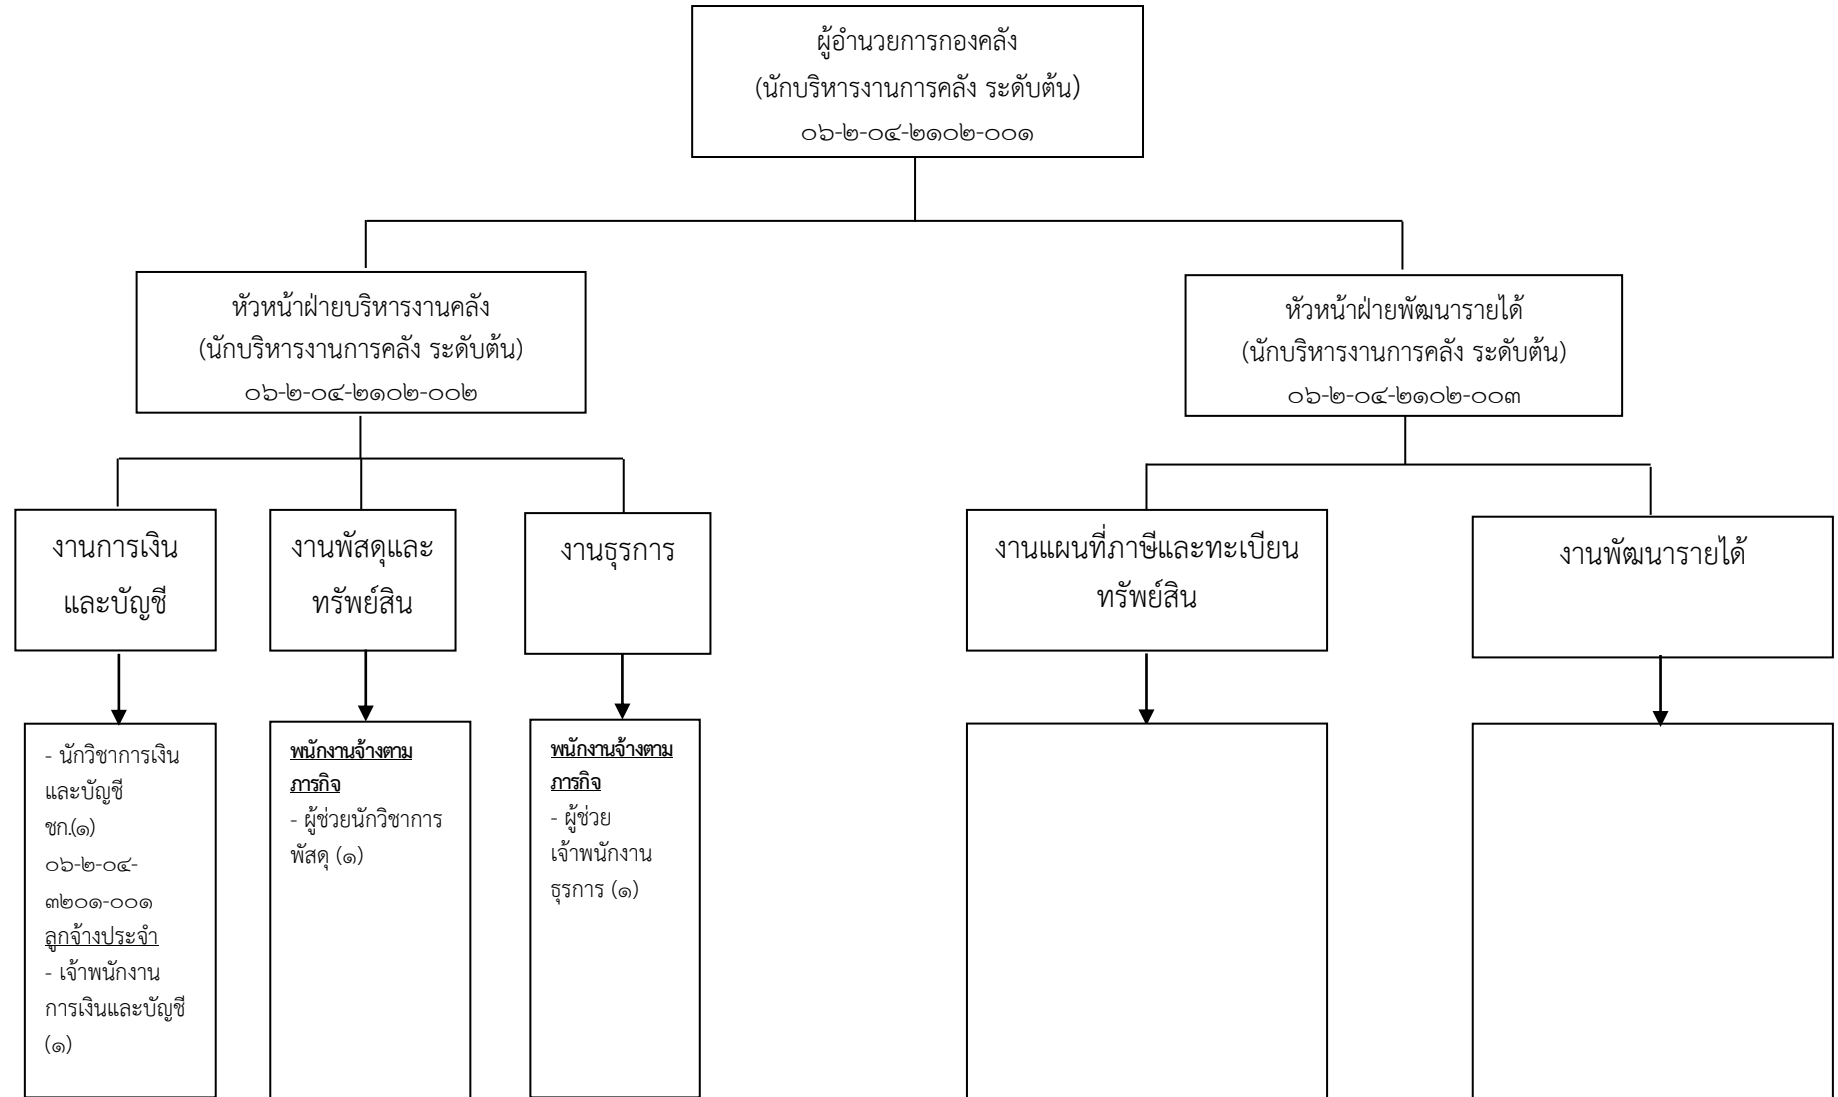 ผู้อำนวยการกองคลัง
(นักบริหารงานการคลัง ระดับต้น)
๐๖-๒-๐๔-๒๑๐๒-๐๐๑
หัวหน้าฝ่ายบริหารงานคลัง
(นักบริหารงานการคลัง ระดับต้น)
๐๖-๒-๐๔-๒๑๐๒-๐๐๒
หัวหน้าฝ่ายพัฒนารายได้
(นักบริหารงานการคลัง ระดับต้น)
๐๖-๒-๐๔-๒๑๐๒-๐๐๓
งานการเงิน
และบัญชี
งานพัสดุและ
ทรัพย์สิน
งานธุรการ
งานแผนที่ภาษีและทะเบียน
ทรัพย์สิน
งานพัฒนารายได้
- นักวิชาการเงิน
และบัญชี
ชก.(๑)
๐๖-๒-๐๔-
๓๒๐๑-๐๐๑
ลูกจ้างประจำ
- เจ้าพนักงาน
การเงินและบัญชี
(๑)
พนักงานจ้างตาม
ภารกิจ
- ผู้ช่วยนักวิชาการ
พัสดุ (๑)
พนักงานจ้างตาม
ภารกิจ
- ผู้ช่วย
เจ้าพนักงาน
ธุรการ (๑)